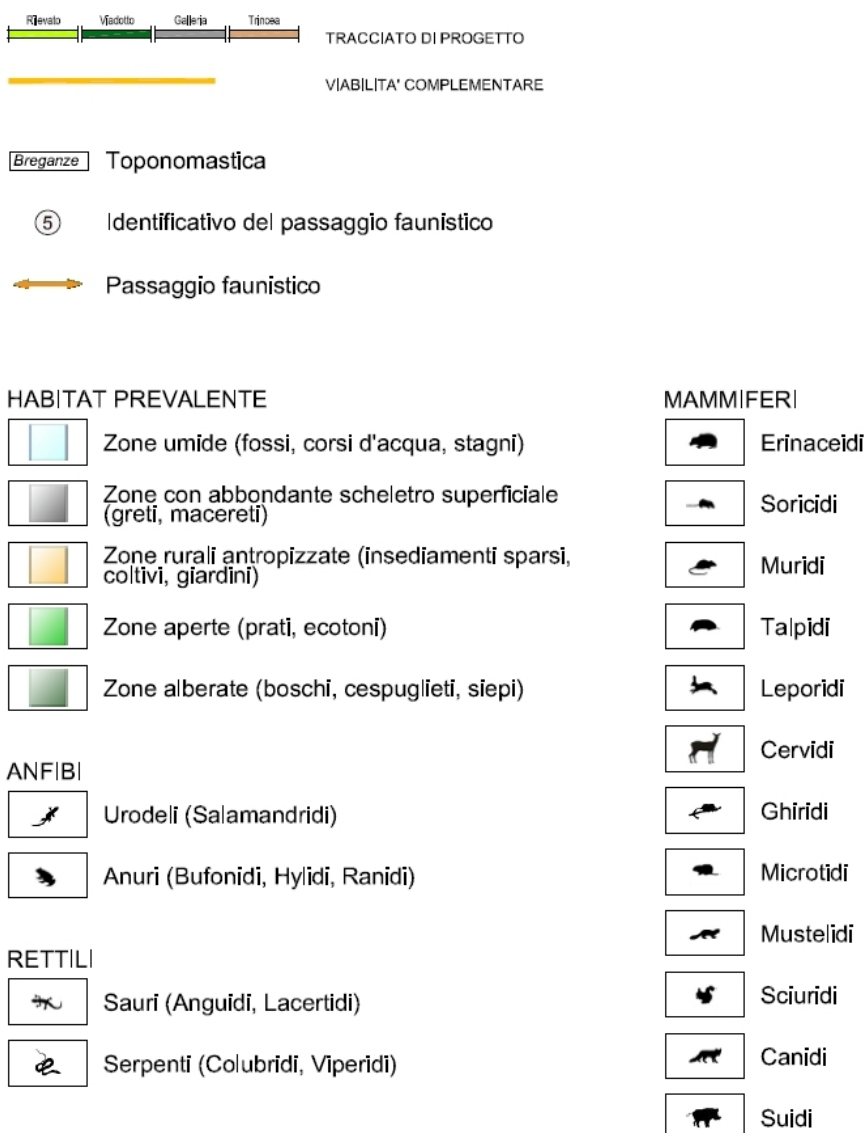 Rilevato Viadotto Galleria Trincea
TRACCIATO DI PROGETTO
VIABILITA' COMPLEMENTARE
Breganze Toponomastica
5 Identificativo del passaggio faunistico
Passaggio faunistico
HABITAT PREVALENTE
Zone umide (fossi, corsi d'acqua, stagni)
Zone con abbondante scheletro superficiale
(greti, macereti)
Zone rurali antropizzate (insediamenti sparsi,
coltivi, giardini)
Zone aperte (prati, ecotoni)
Zone alberate (boschi, cespuglieti, siepi)
ANFIBI
Urodeli (Salamandridi)
Anuri (Bufonidi, Hylidi, Ranidi)
RETTILI
Sauri (Anguidi, Lacertidi)
Serpenti (Colubridi, Viperidi)
MAMMIFERI
Erinaceidi
Soricidi
Muridi
Talpidi
Leporidi
Cervidi
Ghiridi
Microtidi
Mustelidi
Sciuridi
Canidi
Suidi